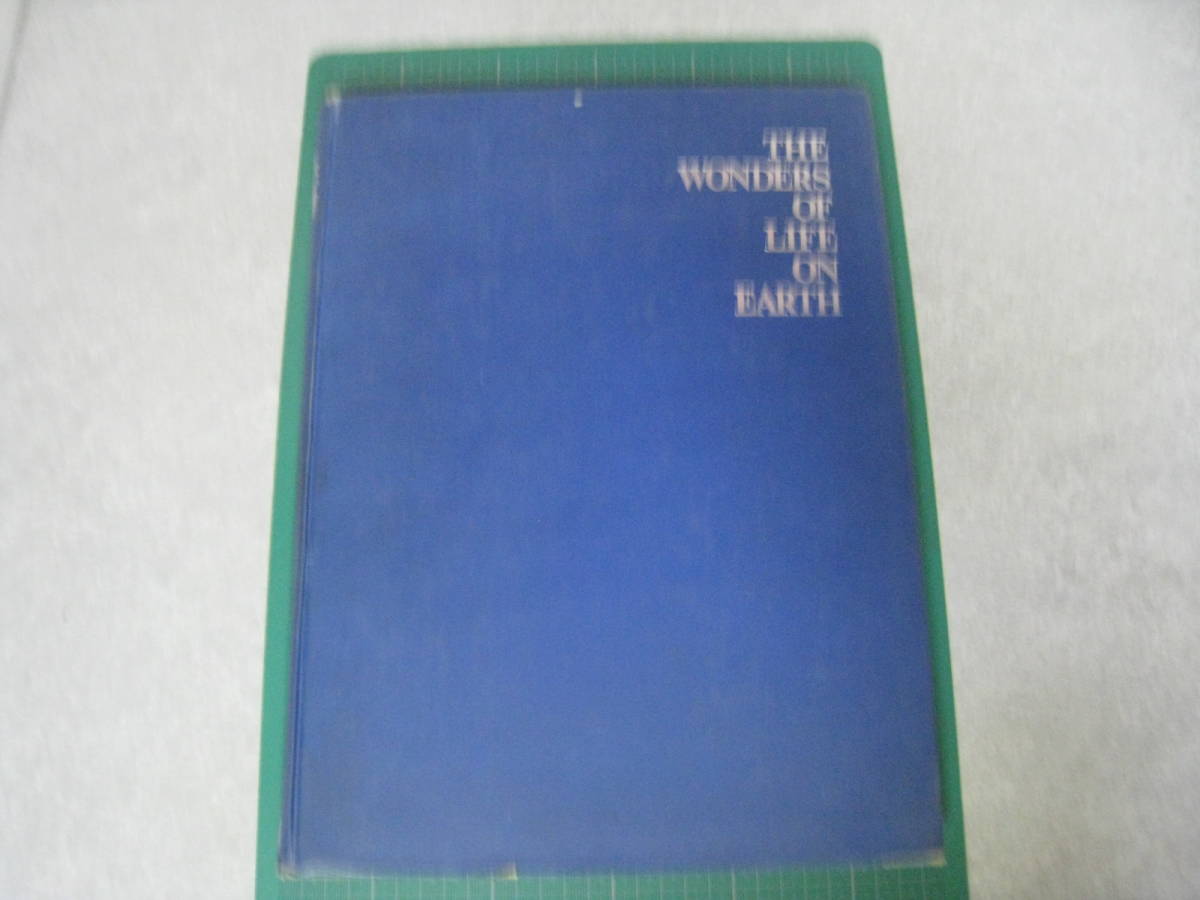 THE
WONDERS
OF
LIFE
ON
EARTH